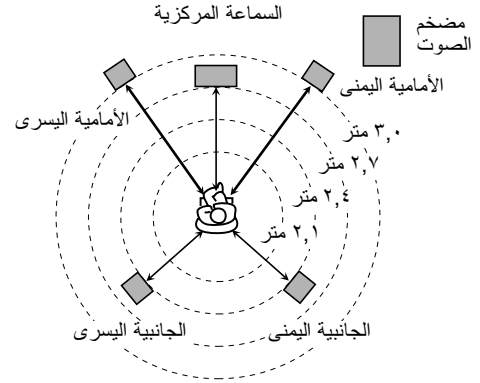 السماعة المركزية
مضخم
الصوت
الأمامية اليمنى
الأمامية اليسرى
٣,٠ متر
٢,٧ متر
٢,٤ متر
٢,١ متر
الجانبية اليمنى
الجانبية اليسرى